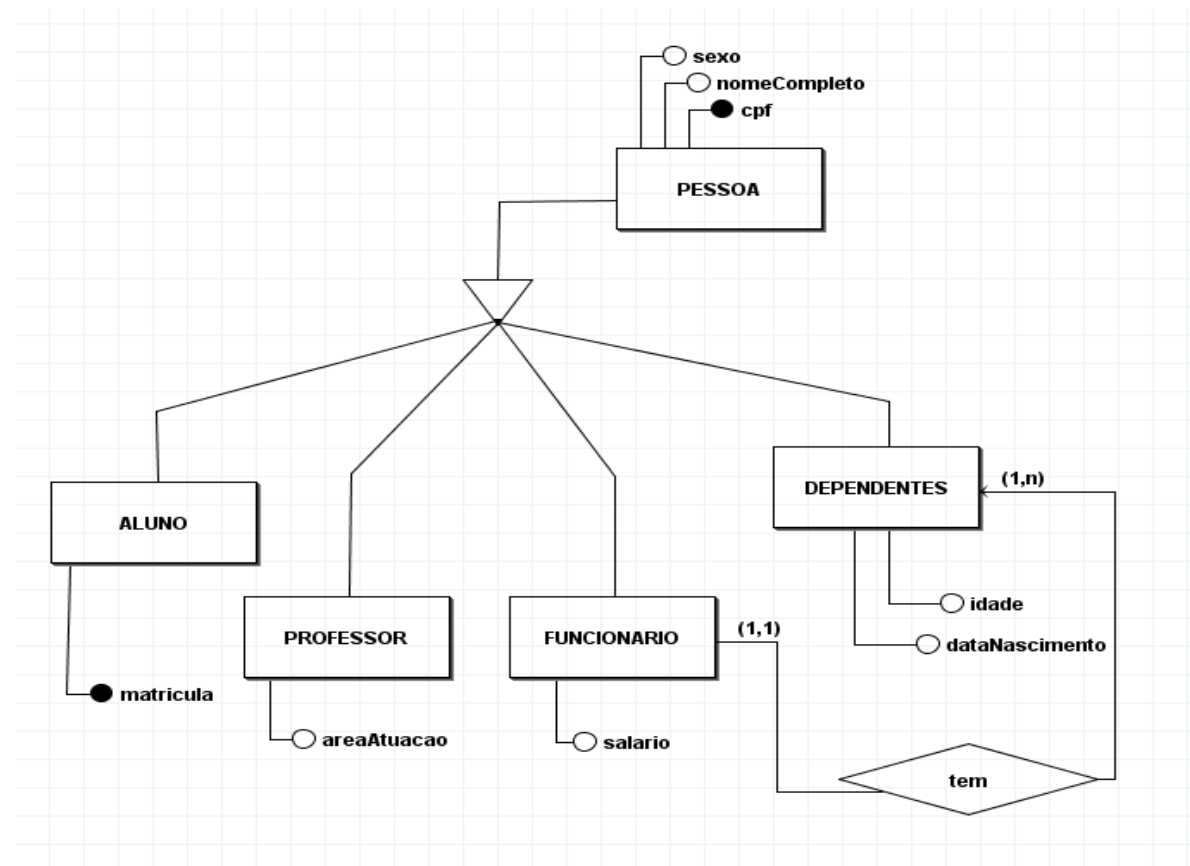 sexo
nomeCompleto
cpf
PESSOA
DEPENDENTES
(1,n)
ALUNO
idade
PROFESSOR
FUNCIONARIO
(1,1)
dataNascimento
matricula
areaAtuacao
salario
tem